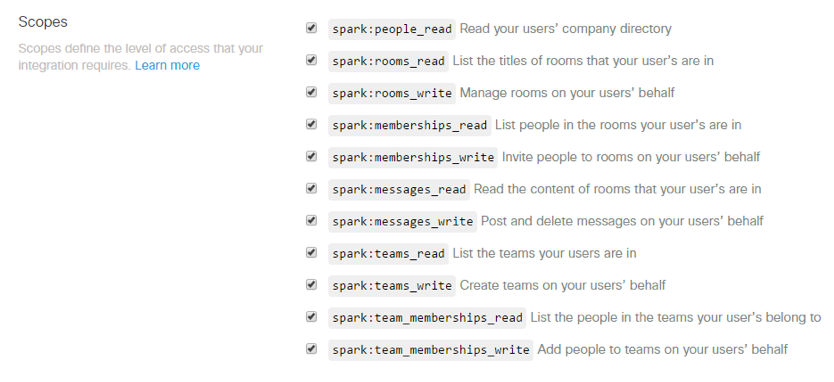 Scopes
Scopes define the level of access that your
integration requires. Learn more
spark:people_read Read your users' company directory
spark:rooms_read List the titles of rooms that your user's are in
spark:rooms_write Manage rooms on your users' behalf
spark:memberships_read List people in the rooms your user's are in
spark:memberships_write Invite people to rooms on your users' behalf
spark:messages_read Read the content of rooms that your user's are in
spark:messages_write Post and delete messages on your users' behalf
spark:teams_read List the teams your users are in
spark:teams_write Create teams on your users' behalf
spark:team_memberships_read List the people in the teams your user's belong to
spark:team_memberships_write Add people to teams on your users' behalf